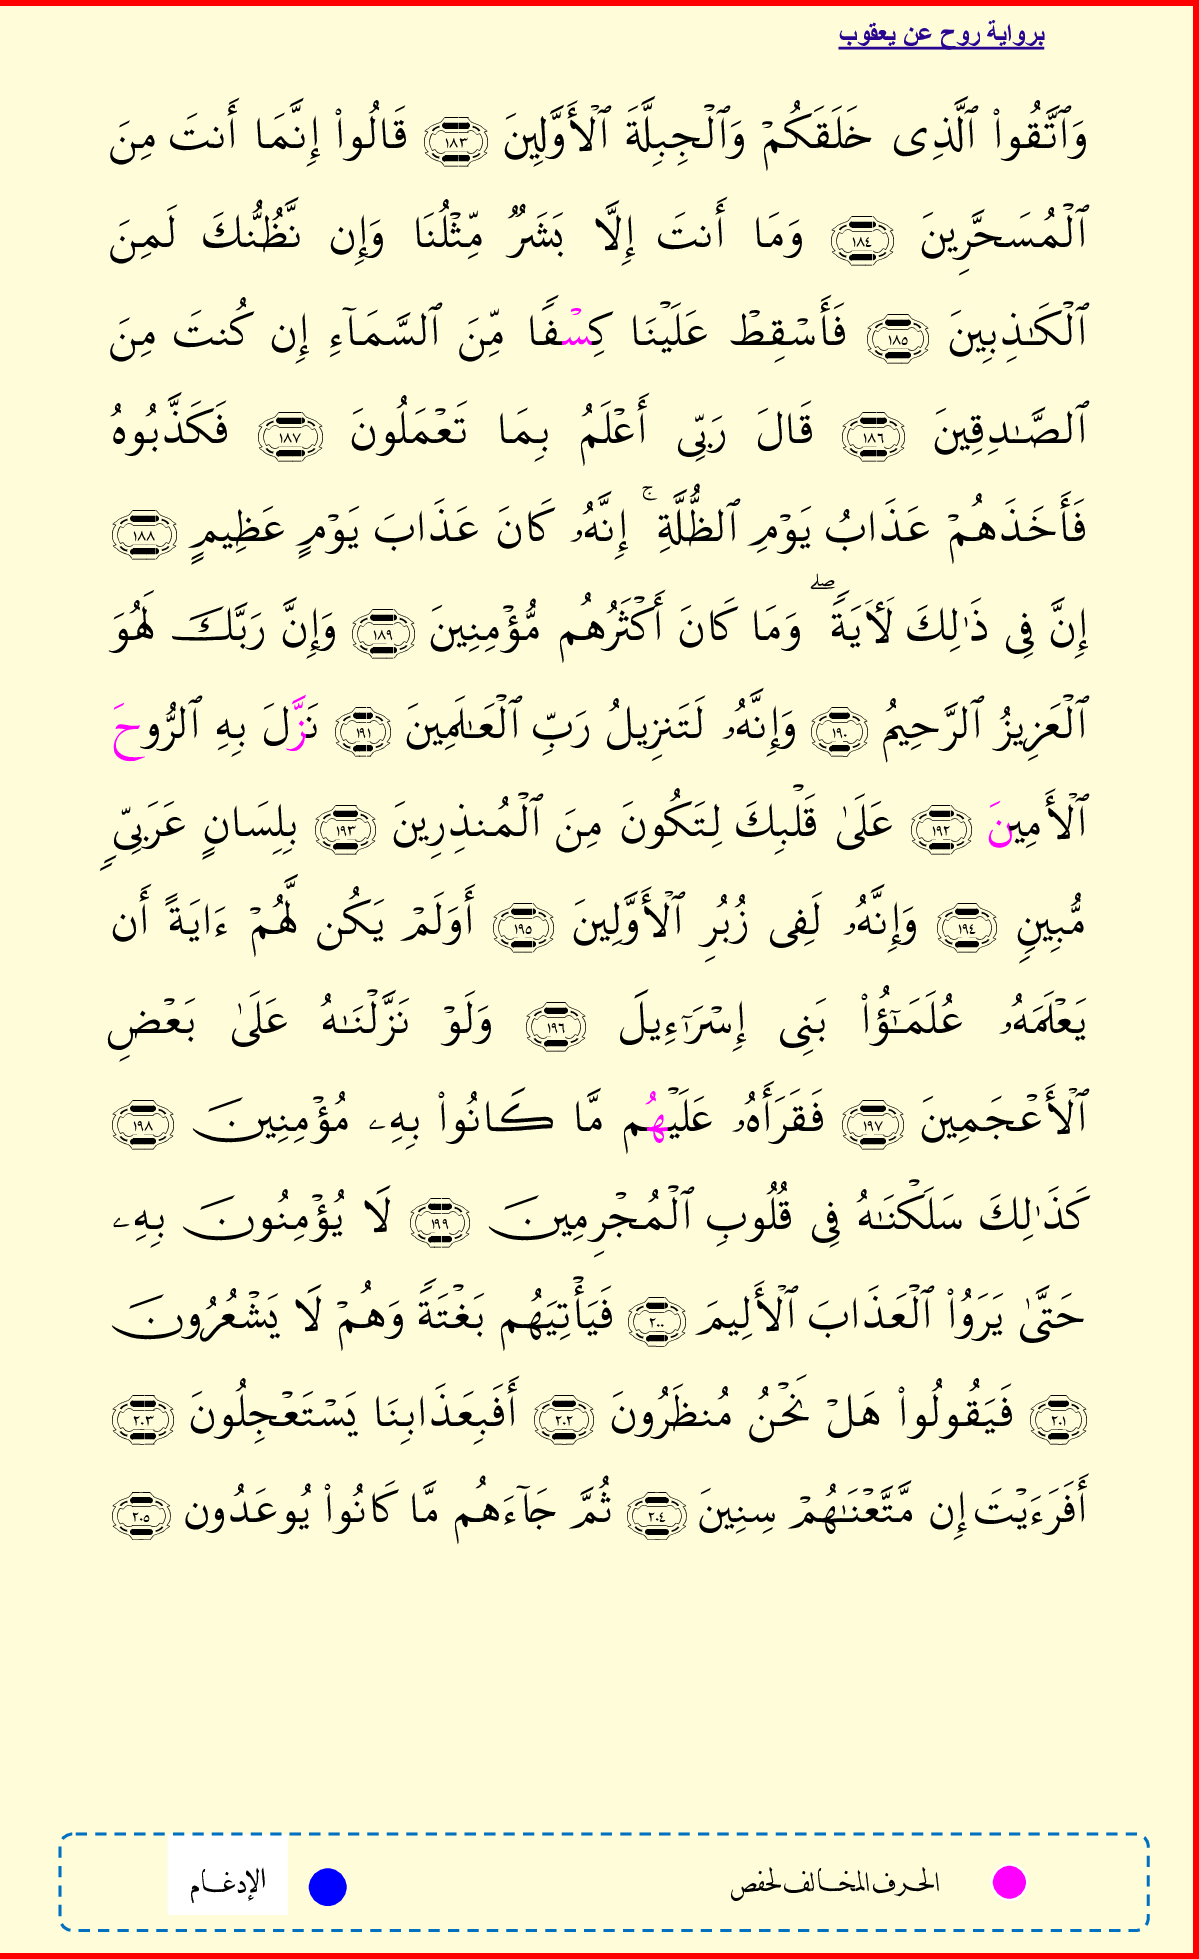 برواية روح عن يعقوب
وَٱتَّقُوا۟ ٱلَّذِى خَلَقَكُمْ وَٱلْجِبِلَّةَ ٱلْأَوَّلِينَ ١٨٣ قَالُوا۟ إِنَّمَا أَنتَ مِنَ
ٱلْمُسَحَّرِينَ ١٨٤ وَمَا أَنتَ إِلَّا بَشَرٌ مِّثْلُنَا وَإِن نَّظُنُّكَ لَمِنَ
ٱلْكَـٰذِبِينَ ١٨٥ فَأَسْقِطْ عَلَيْنَا كِسْفًا مِّنَ ٱلسَّمَآءِ إِن كُنتَ مِنَ
ٱلصَّـٰدِقِينَ ١٨٦ قَالَ رَبِّى أَعْلَمُ بِمَا تَعْمَلُونَ ١٨٧ فَكَذَّبُوهُ
فَأَخَذَهُمْ عَذَابُ يَوْمِ ٱلظُّلَّةِ ۚ إِنَّهُۥ كَانَ عَذَابَ يَوْمٍ عَظِيمٍ ١٨٨
إِنَّ فِى ذَٰلِكَ لَأَيَةً ۖ وَمَا كَانَ أَكْثَرُهُم مُّؤْمِنِينَ ١٨٩ وَإِنَّ رَبَّكَ لَهُوَ
ٱلْعَزِيزُ ٱلرَّحِيمُ ١٩٠ وَإِنَّهُۥ لَتَنزِيلُ رَبِّ ٱلْعَـٰلَمِينَ ١٩١ نَزَّلَ بِهِ ٱلرُّوحَ
ٱلْأَمِينَ ١٩٢ عَلَىٰ قَلْبِكَ لِتَكُونَ مِنَ ٱلْمُنذِرِينَ ١٩٣ بِلِسَانٍ عَرَبِىٍّ
مُّبِينٍ ١٩٤ وَإِنَّهُۥ لَفِى زُبُرِ ٱلْأَوَّلِينَ ١٩٥ أَوَلَمْ يَكُن لَّهُمْ ءَايَةً أَن
يَعْلَمَهُۥ عُلَمَـٰٓؤُا۟ بَنِى إِسْرَآءِيلَ ١٩٦ وَلَوْ نَزَّلْنَـٰهُ عَلَىٰ بَعْضِ
ٱلْأَعْجَمِينَ ١٩٧ فَقَرَأَهُۥ عَلَيْهُم مَّا كَانُوا۟ بِهِۦ مُؤْمِنِينَ ١٩٨
كَذَٰلِكَ سَلَكْنَـٰهُ فِى قُلُوبِ ٱلْمُجْرِمِينَ ١٩٩ لَا يُؤْمِنُونَ بِهِۦ
حَتَّىٰ يَرَوُا۟ ٱلْعَذَابَ ٱلْأَلِيمَ ٢٠٠ فَيَأْتِيَهُم بَغْتَةً وَهُمْ لَا يَشْعُرُونَ
٢٠١ فَيَقُولُوا۟ هَلْ نَحْنُ مُنظَرُونَ ٢٠٢ أَفَبِعَذَابِنَا يَسْتَعْجِلُونَ ٢٠٣
أَفَرَءَيْتَ إِن مَّتَّعْنَـٰهُمْ سِنِينَ ٢٠٤ ثُمَّ جَآءَهُم مَّا كَانُوا۟ يُوعَدُون ٢٠٥
الحرف المخالف لحفص
الإدغام